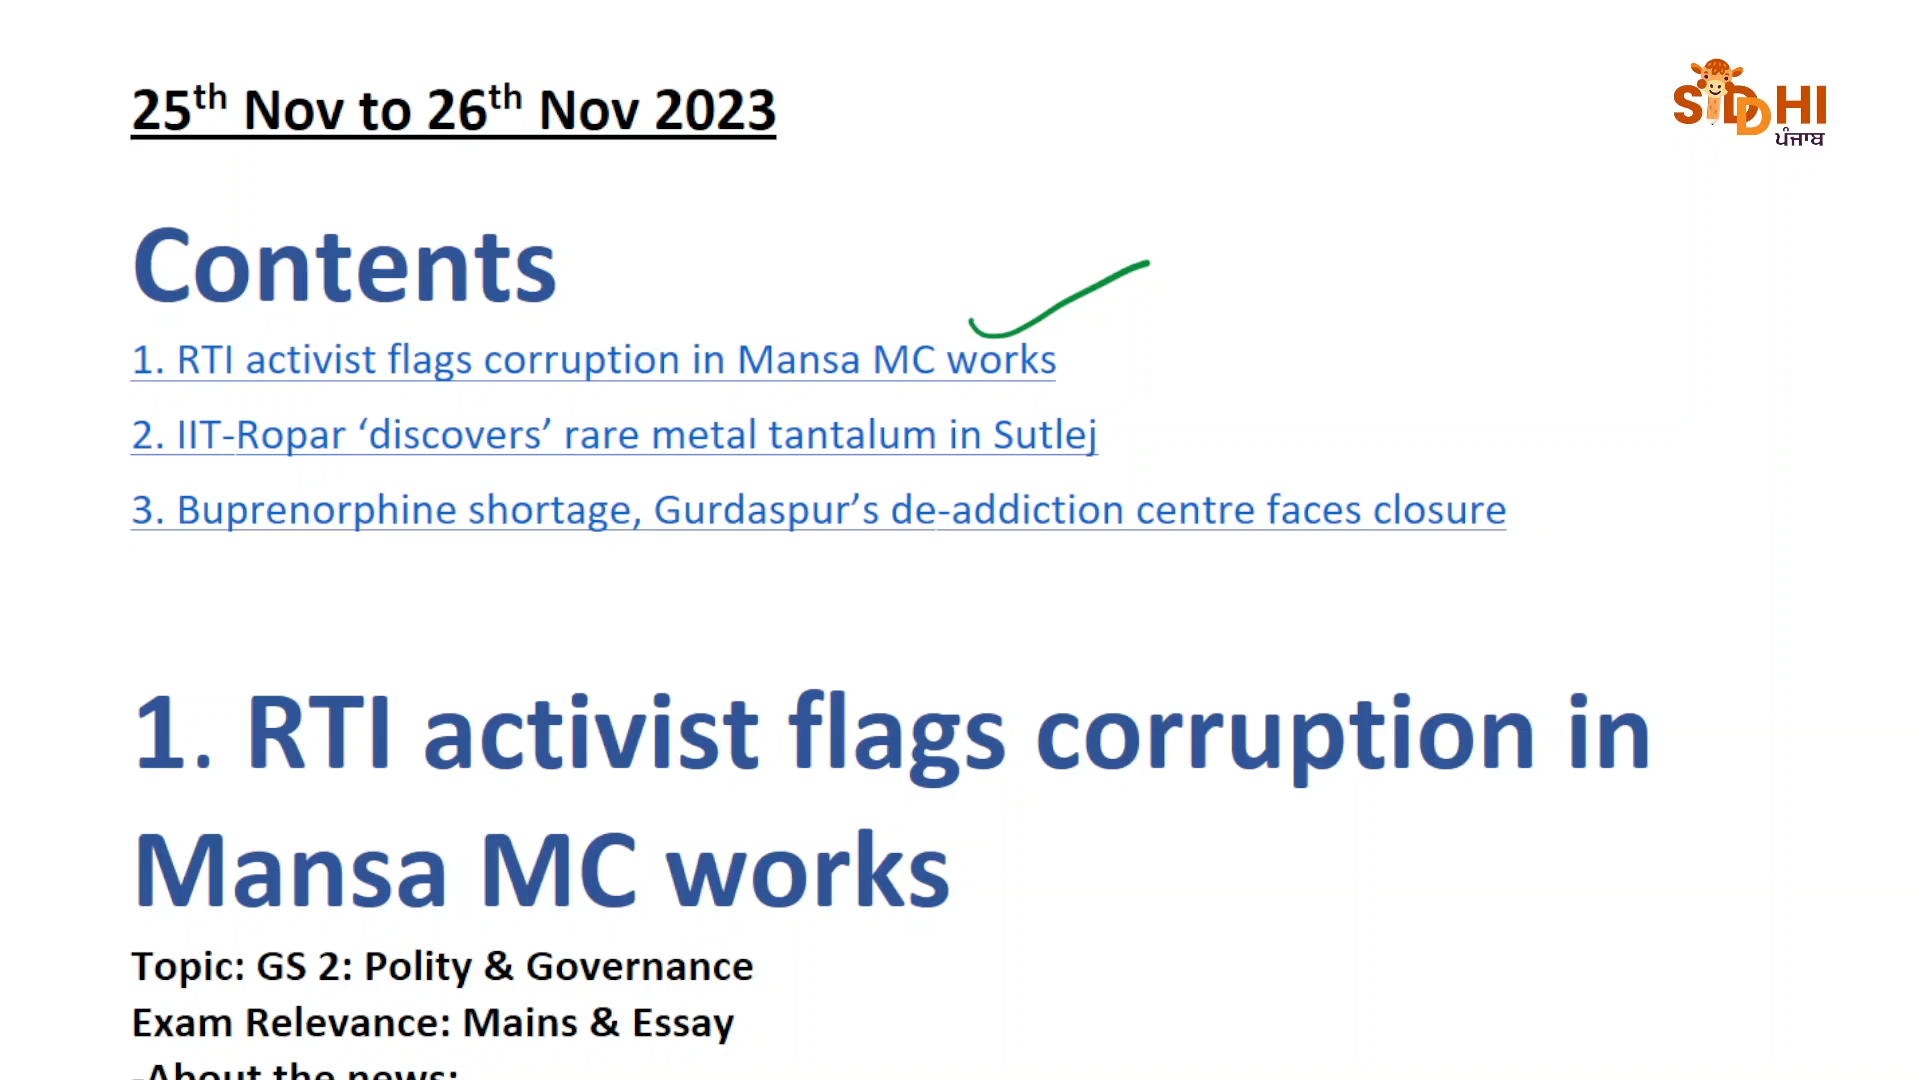 25th Nov to 26th Nov 2023
SIDDHI
ਪੰਜਾਬ
Contents
1. RTI activist flags corruption in Mansa MC works
2. IIT-Ropar ‘discovers’ rare metal tantalum in Sutlej
3. Buprenorphine shortage, Gurdaspur’s de-addiction centre faces closure
1. RTI activist flags corruption in
Mansa MC works
Topic: GS 2: Polity & Governance
Exam Relevance: Mains & Essay
-About the news: